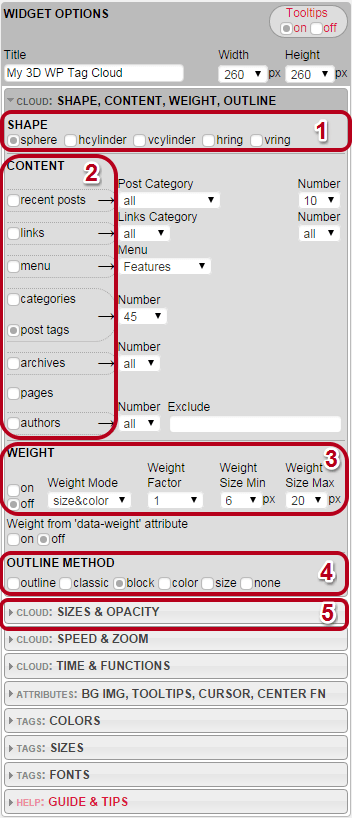 WIDGET OPTIONS
Tooltips
on off
Title Width Height
My 3D WP Tag Cloud 260 px 260 px
CLOUD: SHAPE, CONTENT, WEIGHT, OUTLINE
SHAPE 1
sphere hcylinder vcylinder hring vring
CONTENT 2
Post Category Number
recent posts → all 10
Links Category Number
links → all all
Menu
menu → Features
categories Number
→ 45
post tags
Number
archives → all
pages
Number Exclude
authors → all
WEIGHT 3
on Weight Mode Weight Factor Weight Size Min Weight Size Max
off size&color 1 6 px 20 px
Weight from 'data-weight' attribute
on off
OUTLINE METHOD 4
outline classic block color size none
CLOUD: SIZES & OPACITY 5
CLOUD: SPEED & ZOOM
CLOUD: TIME & FUNCTIONS
ATTRIBUTES: BG IMG, TOOLTIPS, CURSOR, CENTER FN
TAGS: COLORS
TAGS: SIZES
TAGS: FONTS
HELP: GUIDE & TIPS